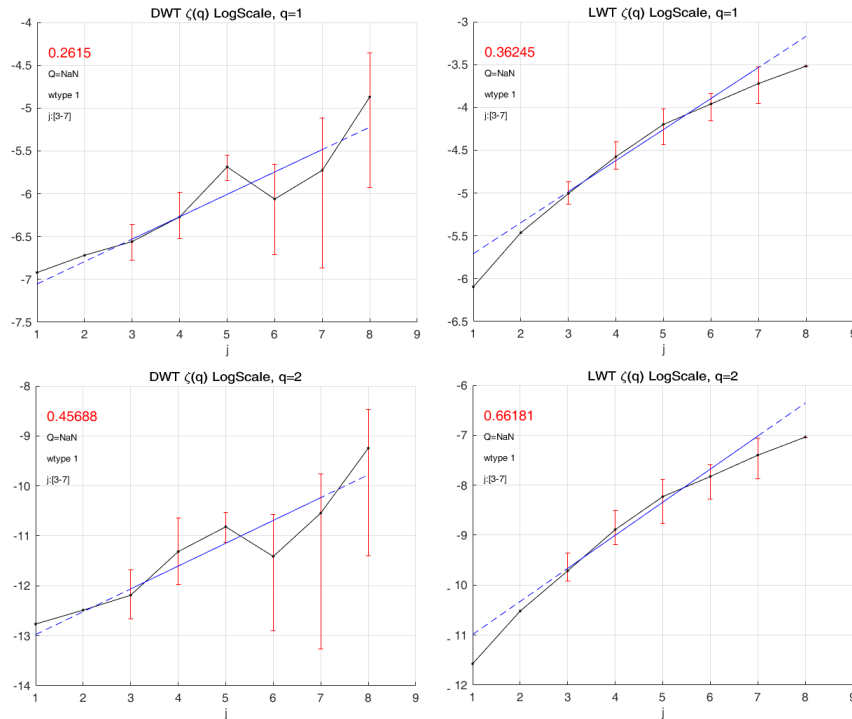 DWT ζ(q) LogScale, q=1
0.2615
Q=NaN
wtype 1
j:[3-7]
-4
-4.5
-5
-5.5
-6
-6.5
-7
-7.5
1 2 3 4 5 6 7 8 9
j
LWT ζ(q) LogScale, q=1
0.36245
Q=NaN
wtype 1
j:[3-7]
-3
-3.5
-4
-4.5
-5
-5.5
-6
-6.5
1 2 3 4 5 6 7 8 9
j
DWT ζ(q) LogScale, q=2
0.45688
Q=NaN
wtype 1
j:[3-7]
-8
-9
-10
-11
-12
-13
-14
1 2 3 4 5 6 7 8 9
j
LWT ζ(q) LogScale, q=2
0.66181
Q=NaN
wtype 1
j:[3-7]
-6
-7
-8
-9
- 10
- 11
- 12
1 2 3 4 5 6 7 8 9
j